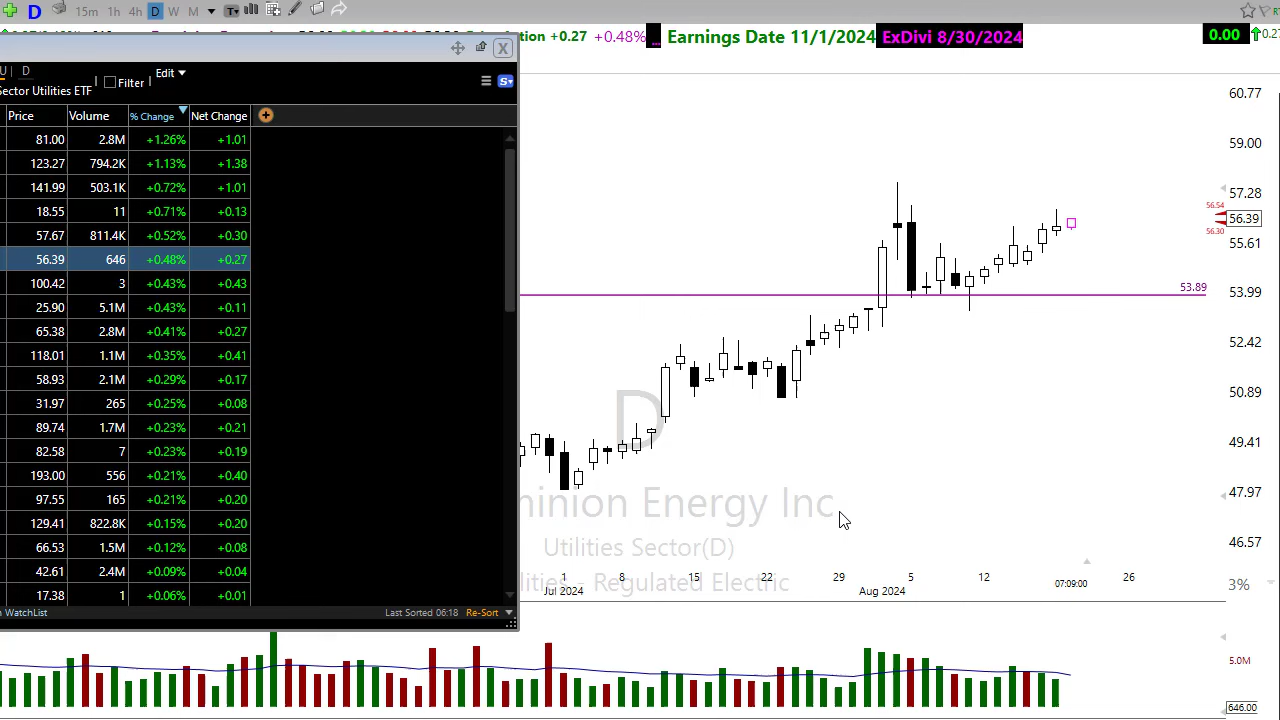 D 15m 1h 4h D W M T
+0.27 +0.48% Earnings Date 11/1/2024 ExDivi 8/30/2024 0.00
U D
Filter Edit
Sector Utilities ETF
Price Volume % Change Net Change
81.00 2.8M +1.26% +1.01
123.27 794.2K +1.13% +1.38
141.99 503.1K +0.72% +1.01
18.55 11 +0.71% +0.13
57.67 811.4K +0.52% +0.30
56.39 646 +0.48% +0.27
100.42 3 +0.43% +0.43
25.90 5.1M +0.43% +0.11
65.38 2.8M +0.41% +0.27
118.01 1.1M +0.35% +0.41
58.93 2.1M +0.29% +0.17
31.97 265 +0.25% +0.08
89.74 1.7M +0.23% +0.21
82.58 7 +0.23% +0.19
193.00 556 +0.21% +0.40
97.55 165 +0.21% +0.20
129.41 822.8K +0.15% +0.20
66.53 1.5M +0.12% +0.08
42.61 2.4M +0.09% +0.04
17.38 1 +0.06% +0.01
WatchList Last Sorted 06:18 Re-Sort
60.77
59.00
57.28
56.54
56.39
56.30
55.61
53.89
53.99
52.42
50.89
49.41
47.97
46.57
3%
D
Energy Inc
Utilities Sector(D)
- Regulated Electric
1 8 15 22 29 5 12 07:09:00 26
Jul 2024 Aug 2024
5.0M
646.00